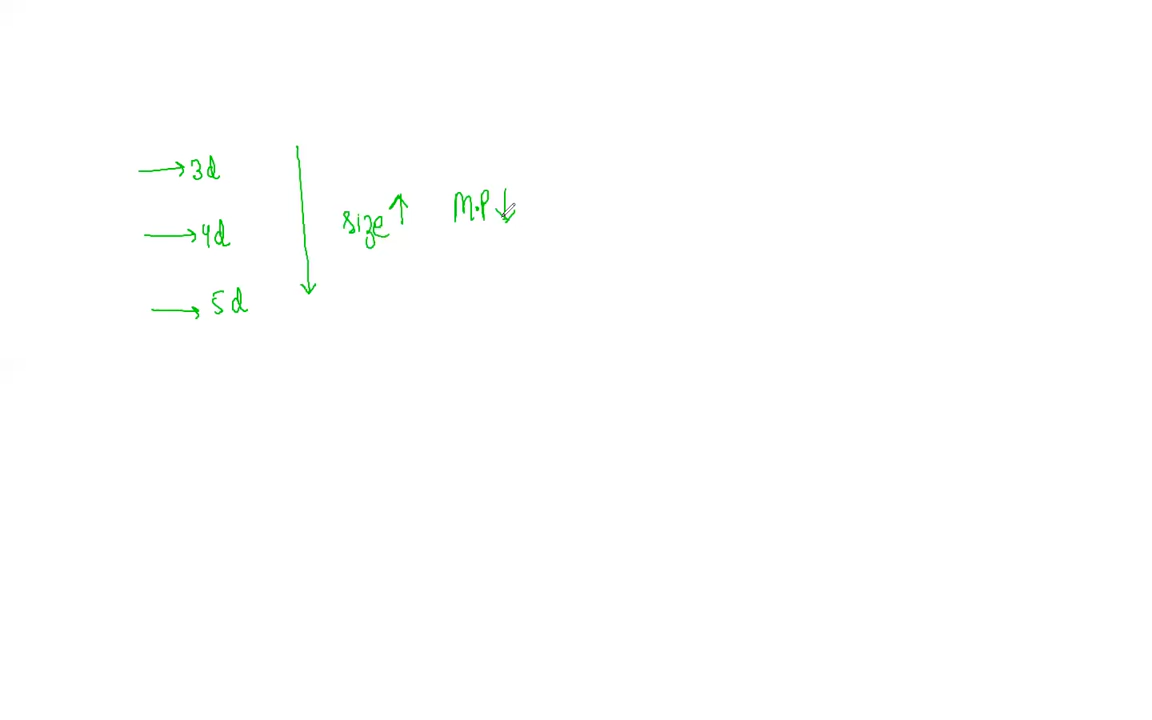 → 3d
→ 4d
→ 5d
size ↑ M.P ↓